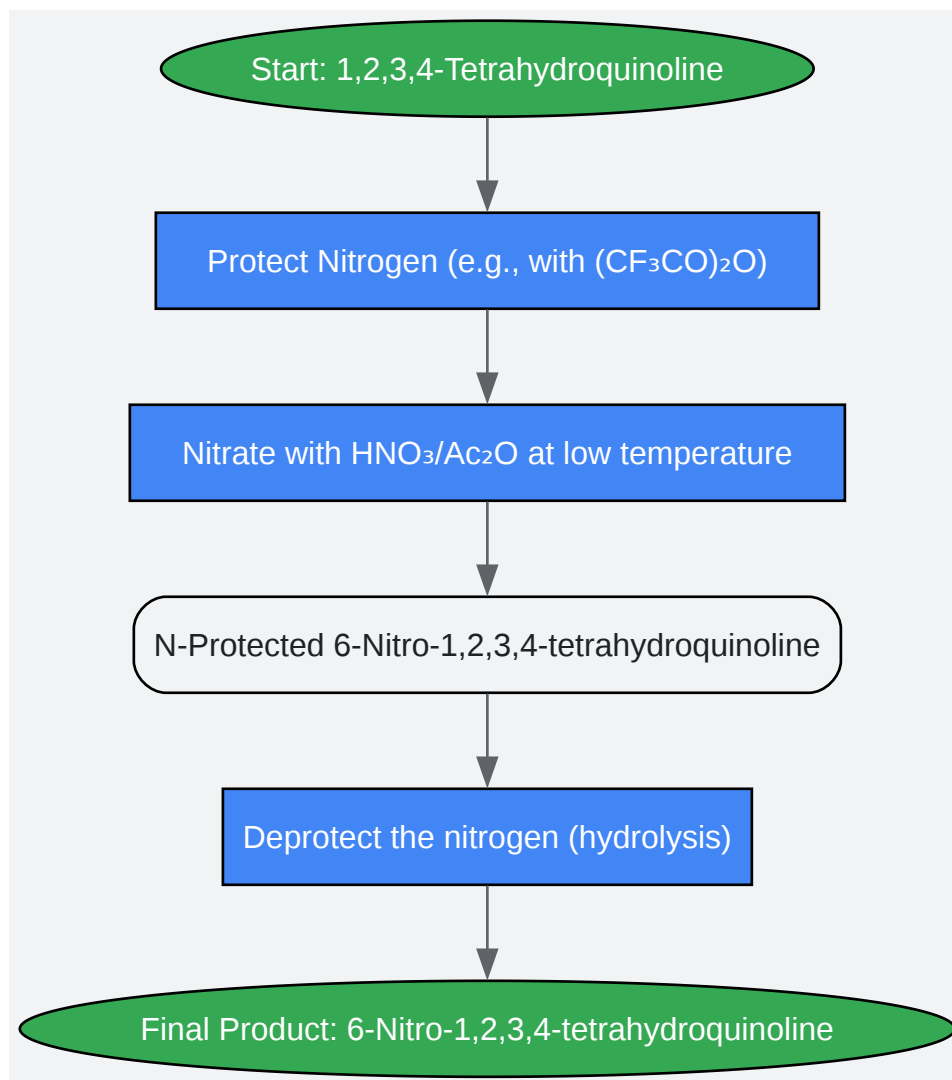 Start: 1,2,3,4-Tetrahydroquinoline
Protect Nitrogen (e.g., with (CF₃CO)₂O)
Nitrate with HNO₃/Ac₂O at low temperature
N-Protected 6-Nitro-1,2,3,4-tetrahydroquinoline
Deprotect the nitrogen (hydrolysis)
Final Product: 6-Nitro-1,2,3,4-tetrahydroquinoline